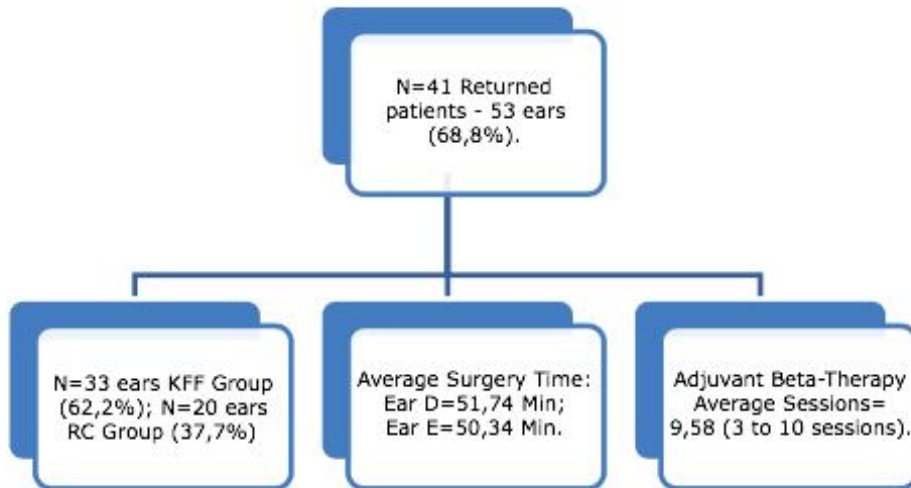 N=41 Returned
patients - 53 ears
(68,8%).
N=33 ears KFF Group
(62,2%); N=20 ears
RC Group (37,7%)
Average Surgery Time:
Ear D=51,74 Min;
Ear E=50,34 Min.
Adjuvant Beta-Therapy
Average Sessions=
9,58 (3 to 10 sessions).